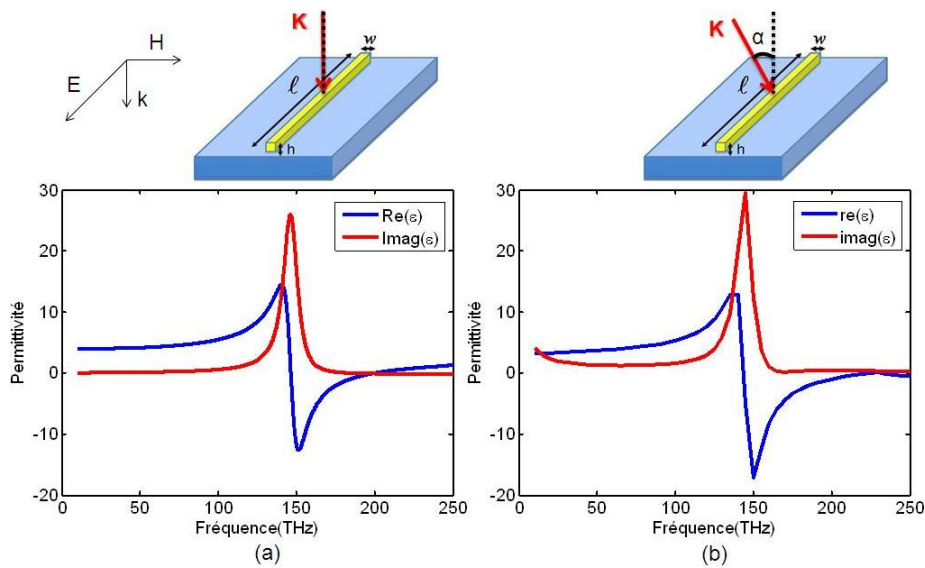 H
E
k
K
w
ℓ
h
K
α
w
ℓ
h
30
20
10
0
-10
-20
Permittivité
Re(ε)
Imag(ε)
0 50 100 150 200 250
Fréquence(THz)
(a)
30
20
10
0
-10
-20
Permittivité
re(ε)
imag(ε)
0 50 100 150 200 250
Fréquence(THz)
(b)